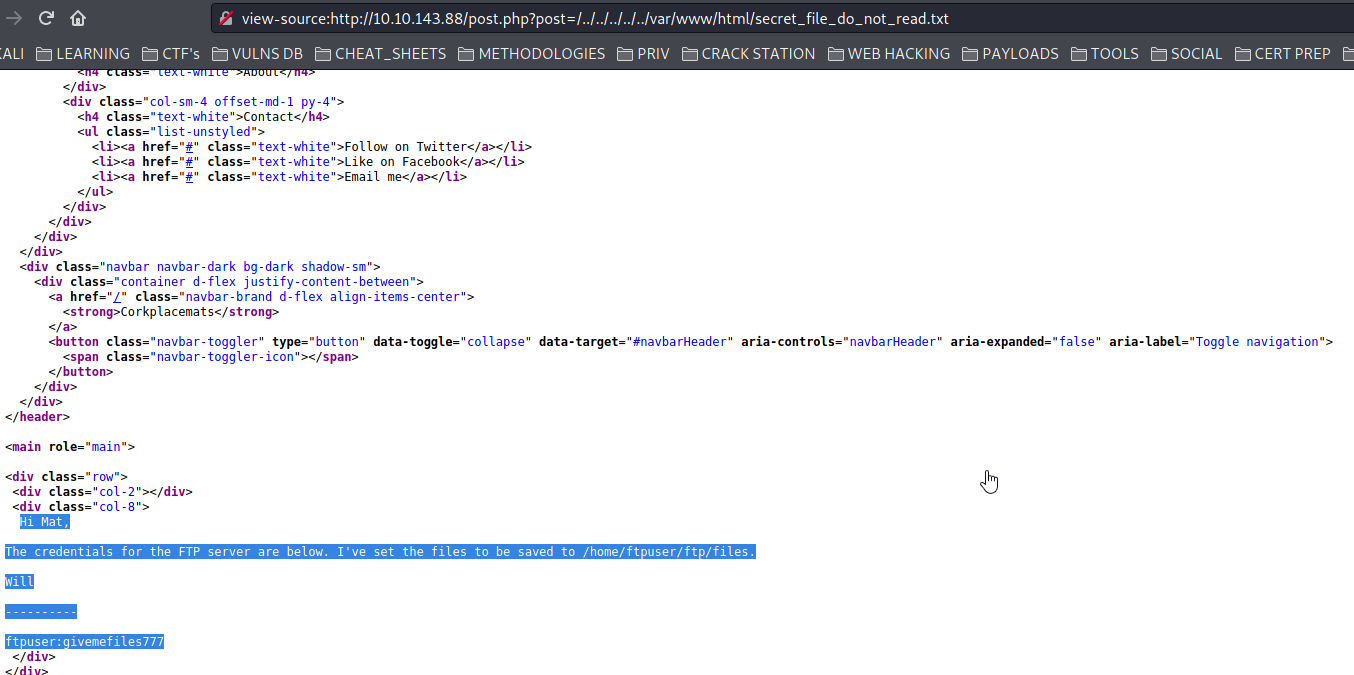 view-source:http://10.10.143.88/post.php?post=/../../../../../var/www/html/secret_file_do_not_read.txt
ALI LEARNING CTF's VULNS DB CHEAT_SHEETS METHODOLOGIES PRIV CRACK STATION WEB HACKING PAYLOADS TOOLS SOCIAL CERT PREP
<h4 class="text-white">About</h4>
</div>
<div class="col-sm-4 offset-md-1 py-4">
<h4 class="text-white">Contact</h4>
<ul class="list-unstyled">
<li><a href="#" class="text-white">Follow on Twitter</a></li>
<li><a href="#" class="text-white">Like on Facebook</a></li>
<li><a href="#" class="text-white">Email me</a></li>
</ul>
</div>
</div>
</div>
</div>
<div class="navbar navbar-dark bg-dark shadow-sm">
<div class="container d-flex justify-content-between">
<a href="/" class="navbar-brand d-flex align-items-center">
<strong>Corkplacemats</strong>
</a>
<button class="navbar-toggler" type="button" data-toggle="collapse" data-target="#navbarHeader" aria-controls="navbarHeader" aria-expanded="false" aria-label="Toggle navigation">
<span class="navbar-toggler-icon"></span>
</button>
</div>
</div>
</header>
<main role="main">
<div class="row">
<div class="col-2"></div>
<div class="col-8">
Hi Mat,
The credentials for the FTP server are below. I've set the files to be saved to /home/ftpuser/ftp/files.
Will
----------
ftpuser:givemefiles777
</div>
</div>